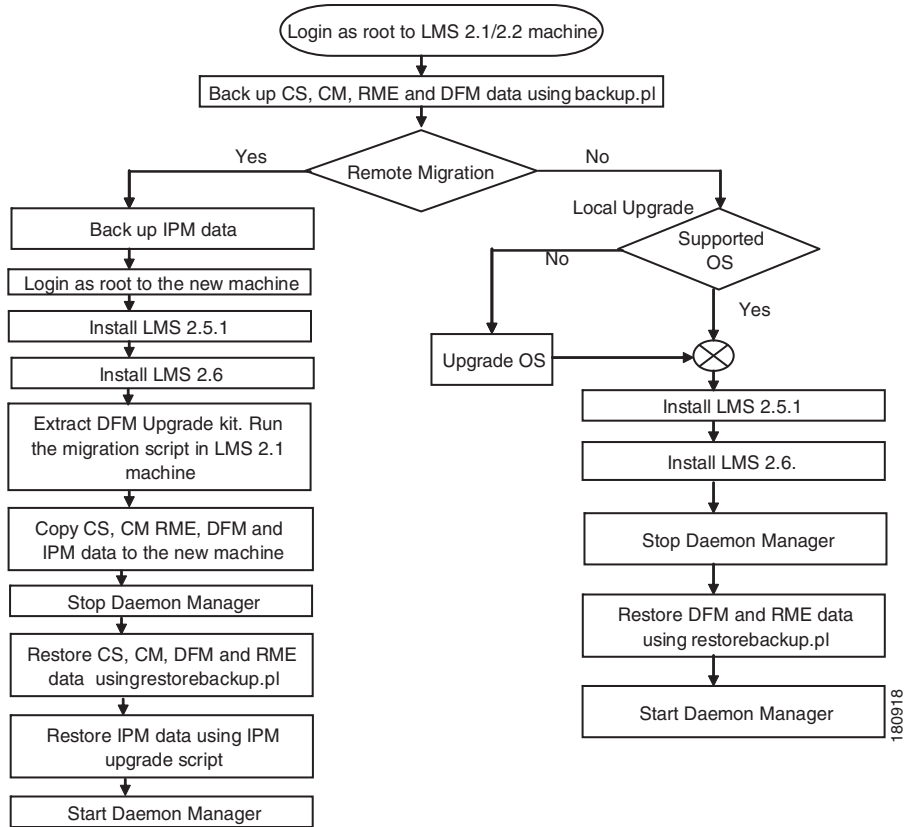 Login as root to LMS 2.1/2.2 machine
Back up CS, CM, RME and DFM data using backup.pl
Remote Migration
Yes
No
Back up IPM data
Login as root to the new machine
Install LMS 2.5.1
Install LMS 2.6
Extract DFM Upgrade kit. Run
the migration script in LMS 2.1
machine
Copy CS, CM RME, DFM and
IPM data to the new machine
Stop Daemon Manager
Restore CS, CM, DFM and RME
data usingrestorebackup.pl
Restore IPM data using IPM
upgrade script
Start Daemon Manager
Local Upgrade
Supported
OS
No
Yes
Upgrade OS
Install LMS 2.5.1
Install LMS 2.6.
Stop Daemon Manager
Restore DFM and RME data
using restorebackup.pl
Start Daemon Manager
180918